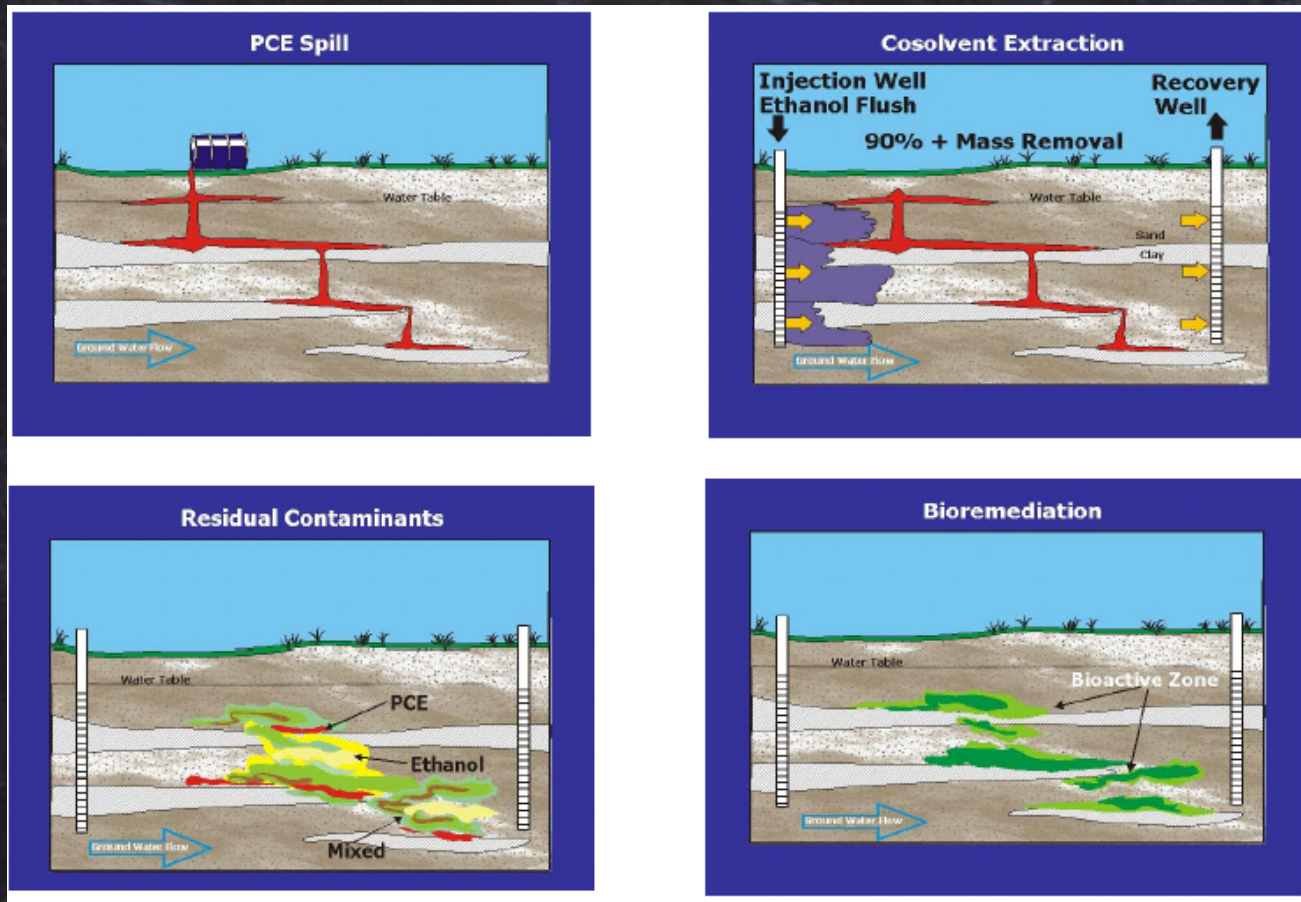 PCE Spill
Water Table
Ground Water Flow
Cosolvent Extraction
Injection Well
Ethanol Flush
Recovery
Well
90% + Mass Removal
Water Table
Sand
Clay
Ground Water Flow
Residual Contaminants
Water Table
PCE
Ethanol
Mixed
Ground Water Flow
Bioremediation
Water Table
Bioactive Zone
Ground Water Flow